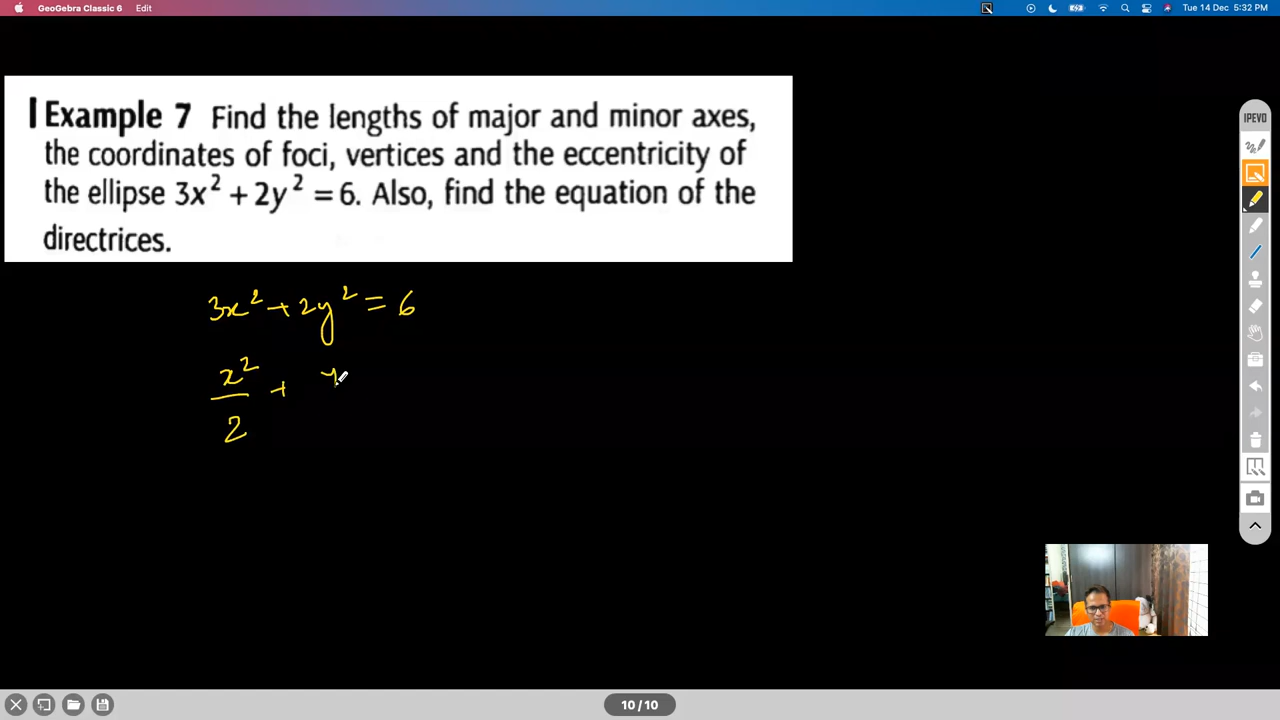 GeoGebra Classic 6 Edit Tue 14 Dec 5:32 PM
Example 7 Find the lengths of major and minor axes,
the coordinates of foci, vertices and the eccentricity of
the ellipse 3x² + 2y² = 6. Also, find the equation of the
directrices.
3x² + 2y² = 6
x²/2 +
IPEVO
10 / 10